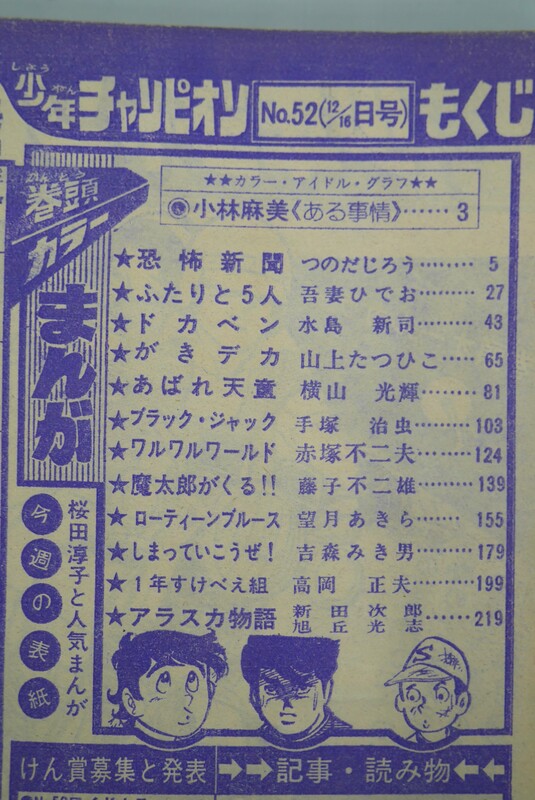 少年チャンピオン No.52(12/16日号) もくじ
しょう ねん
巻頭カラー
かんとう
まんが
★★カラー・アイドル・グラフ★★
小林麻美《ある事情》…… 3
★恐怖新聞 つのだじろう……… 5
★ふたりと5人 吾妻ひでお……… 27
★ドカベン 水島新司……… 43
★がきデカ 山上たつひこ…… 65
★あばれ天童 横山光輝……… 81
★ブラック・ジャック 手塚治虫……… 103
★ワルワルワールド 赤塚不二夫……… 124
★魔太郎がくる!! 藤子不二雄……… 139
★ローティーンブルース 望月あきら…… 155
★しまっていこうぜ! 吉森みき男……… 179
★1年すけべえ組 高岡正夫……… 199
★アラスカ物語 新田次郎 旭丘光志…… 219
今週の表紙
桜田淳子と人気まんが
けん賞募集と発表
→→記事・読み物←←